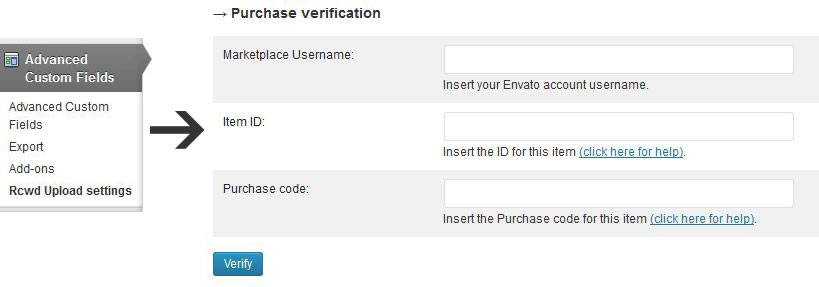 Advanced
Custom Fields
Advanced Custom
Fields
Export
Add-ons
Rcwd Upload settings
→ Purchase verification
Marketplace Username:
Insert your Envato account username.
Item ID:
Insert the ID for this item (click here for help).
Purchase code:
Insert the Purchase code for this item (click here for help).
Verify